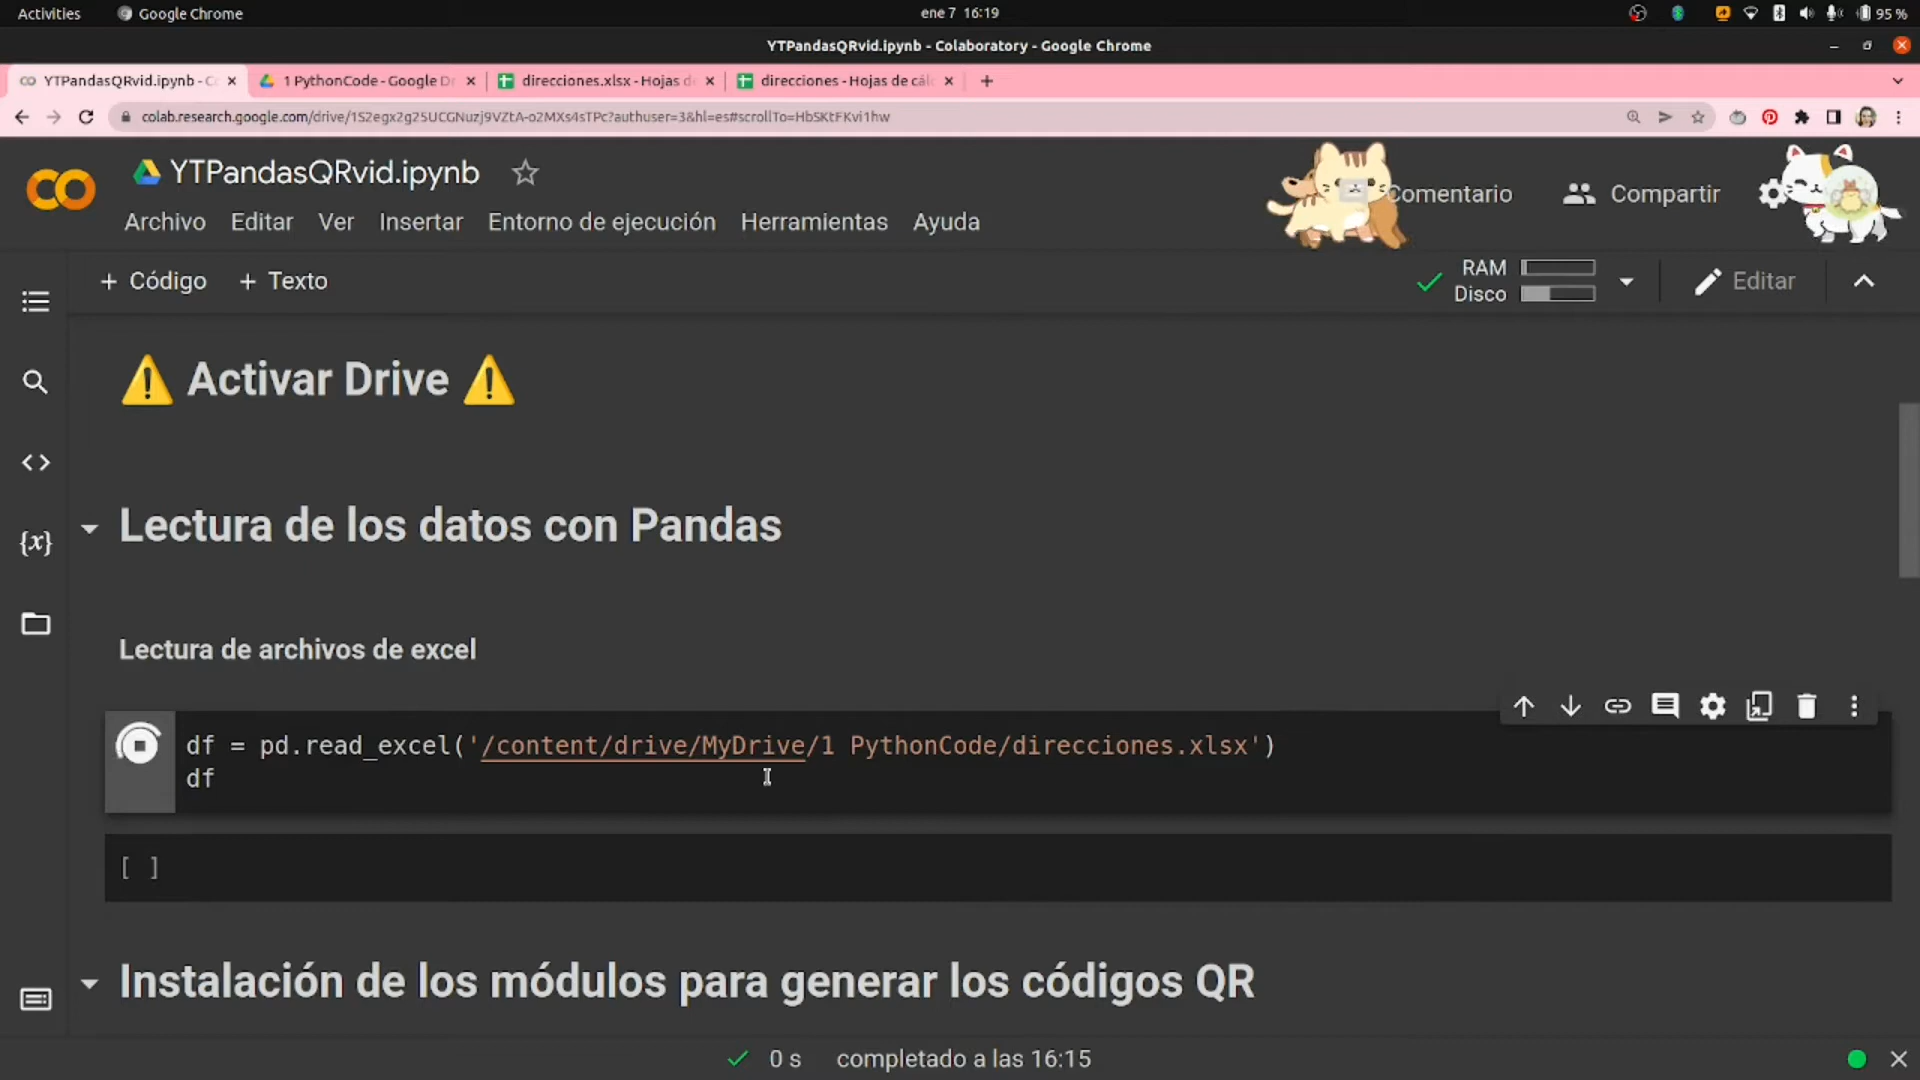 Activities
Google Chrome
ene 7 16:19
95 %
YTPandasQRvid.ipynb - Colaboratory - Google Chrome
YTPandasQRvid.ipynb - C
1 PythonCode - Google Dr
direcciones.xlsx - Hojas de
direcciones - Hojas de cálc
colab.research.google.com/drive/1S2egx2g25UCGNuzj9VZtA-o2MXs4sTPc?authuser=3&hl=es#scrollTo=HbSKtFKvi1hw
YTPandasQRvid.ipynb
Comentario
Compartir
Archivo Editar Ver Insertar Entorno de ejecución Herramientas Ayuda
+ Código + Texto
RAM
Disco
Editar
⚠️ Activar Drive ⚠️
Lectura de los datos con Pandas
Lectura de archivos de excel
df = pd.read_excel('/content/drive/MyDrive/1 PythonCode/direcciones.xlsx')
df
[ ]
Instalación de los módulos para generar los códigos QR
0 s completado a las 16:15